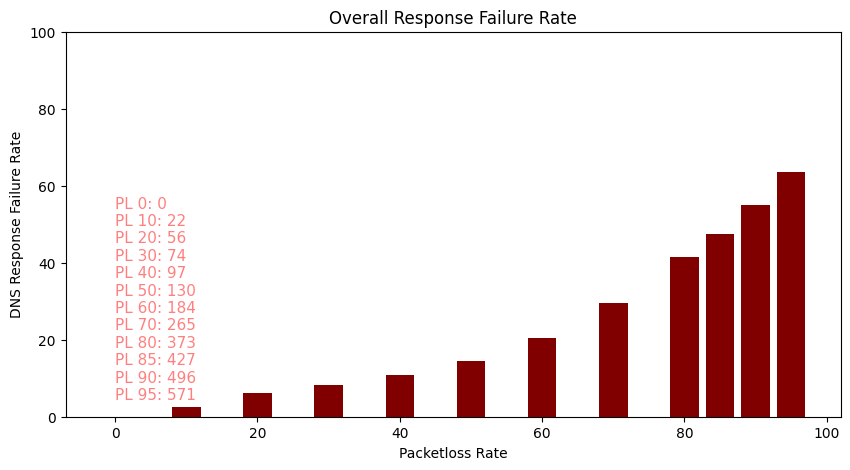 Overall Response Failure Rate
100
80
60
40
20
0
DNS Response Failure Rate
PL 0: 0
PL 10: 22
PL 20: 56
PL 30: 74
PL 40: 97
PL 50: 130
PL 60: 184
PL 70: 265
PL 80: 373
PL 85: 427
PL 90: 496
PL 95: 571
0 20 40 60 80 100
Packetloss Rate